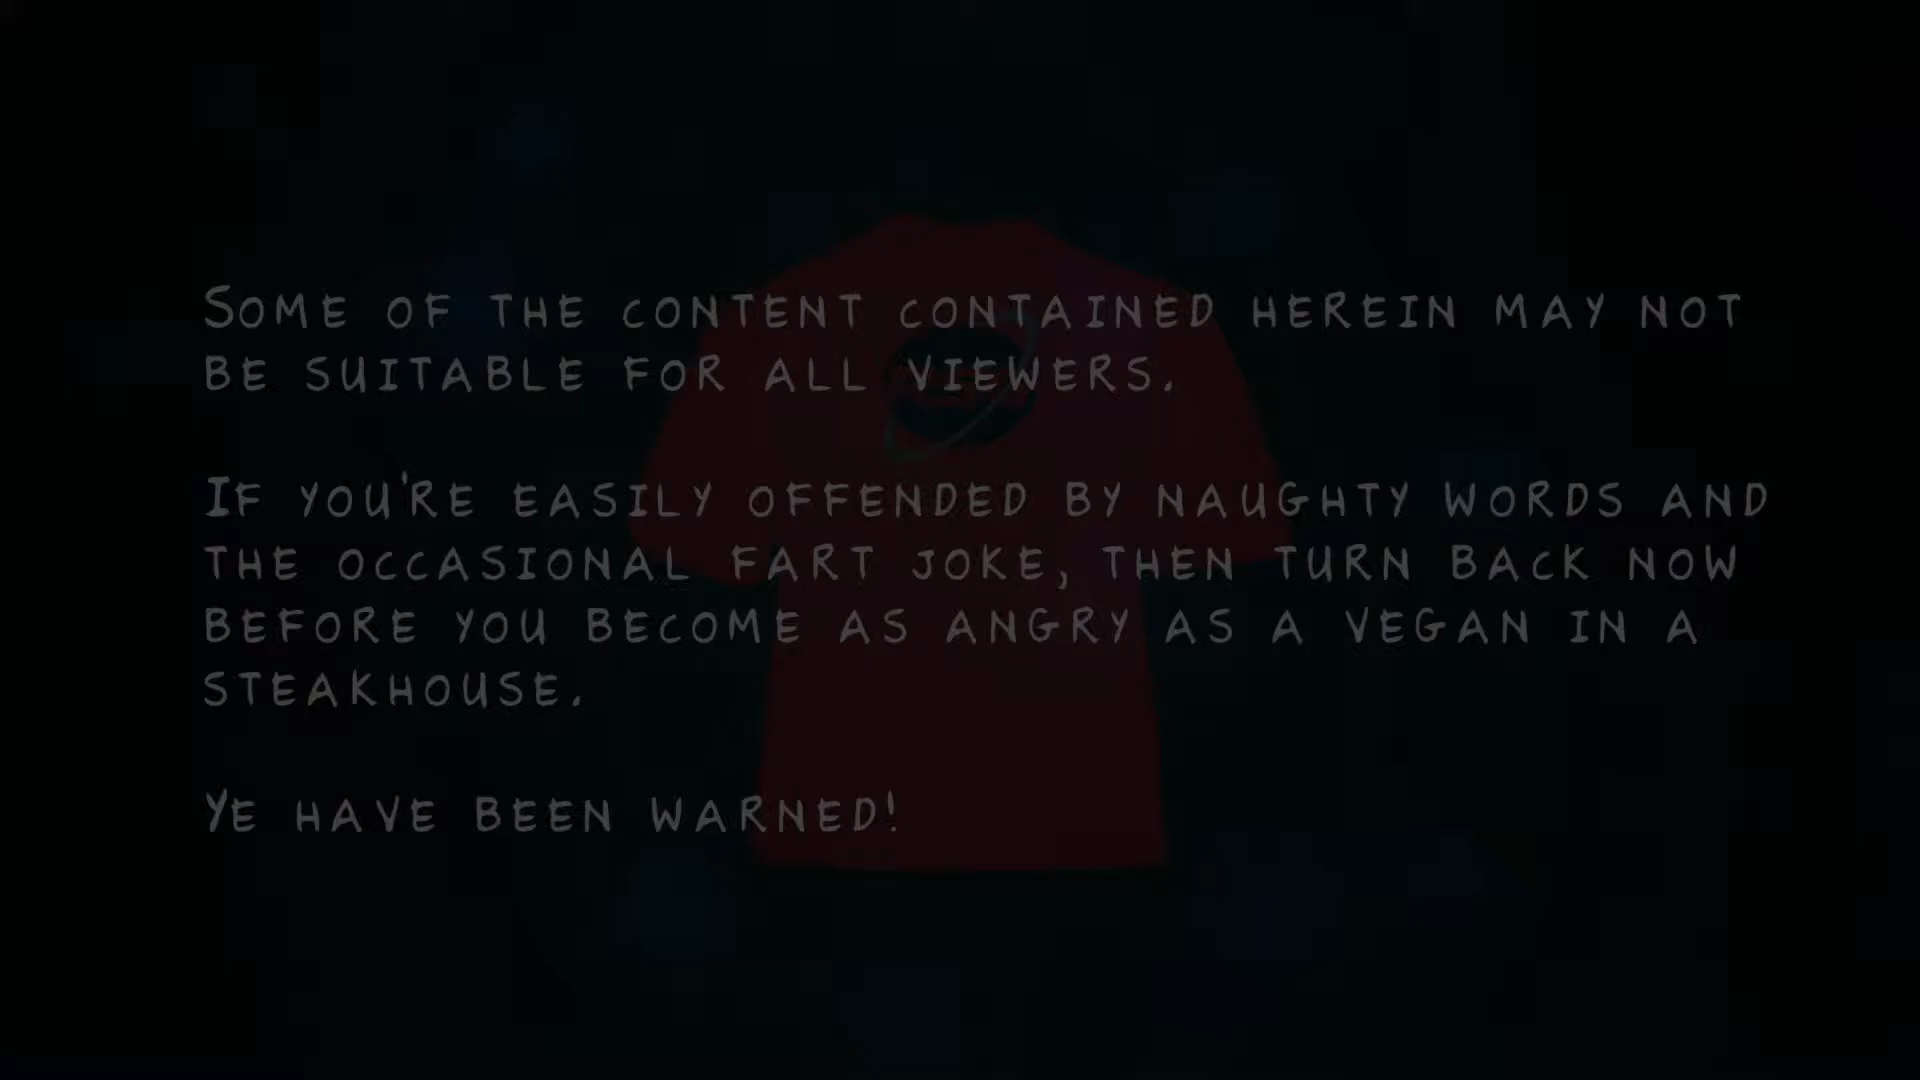 Some of the content contained herein may not
be suitable for all viewers.
If you're easily offended by naughty words and
the occasional fart joke, then turn back now
before you become as angry as a vegan in a
steakhouse.
Ye have been warned!